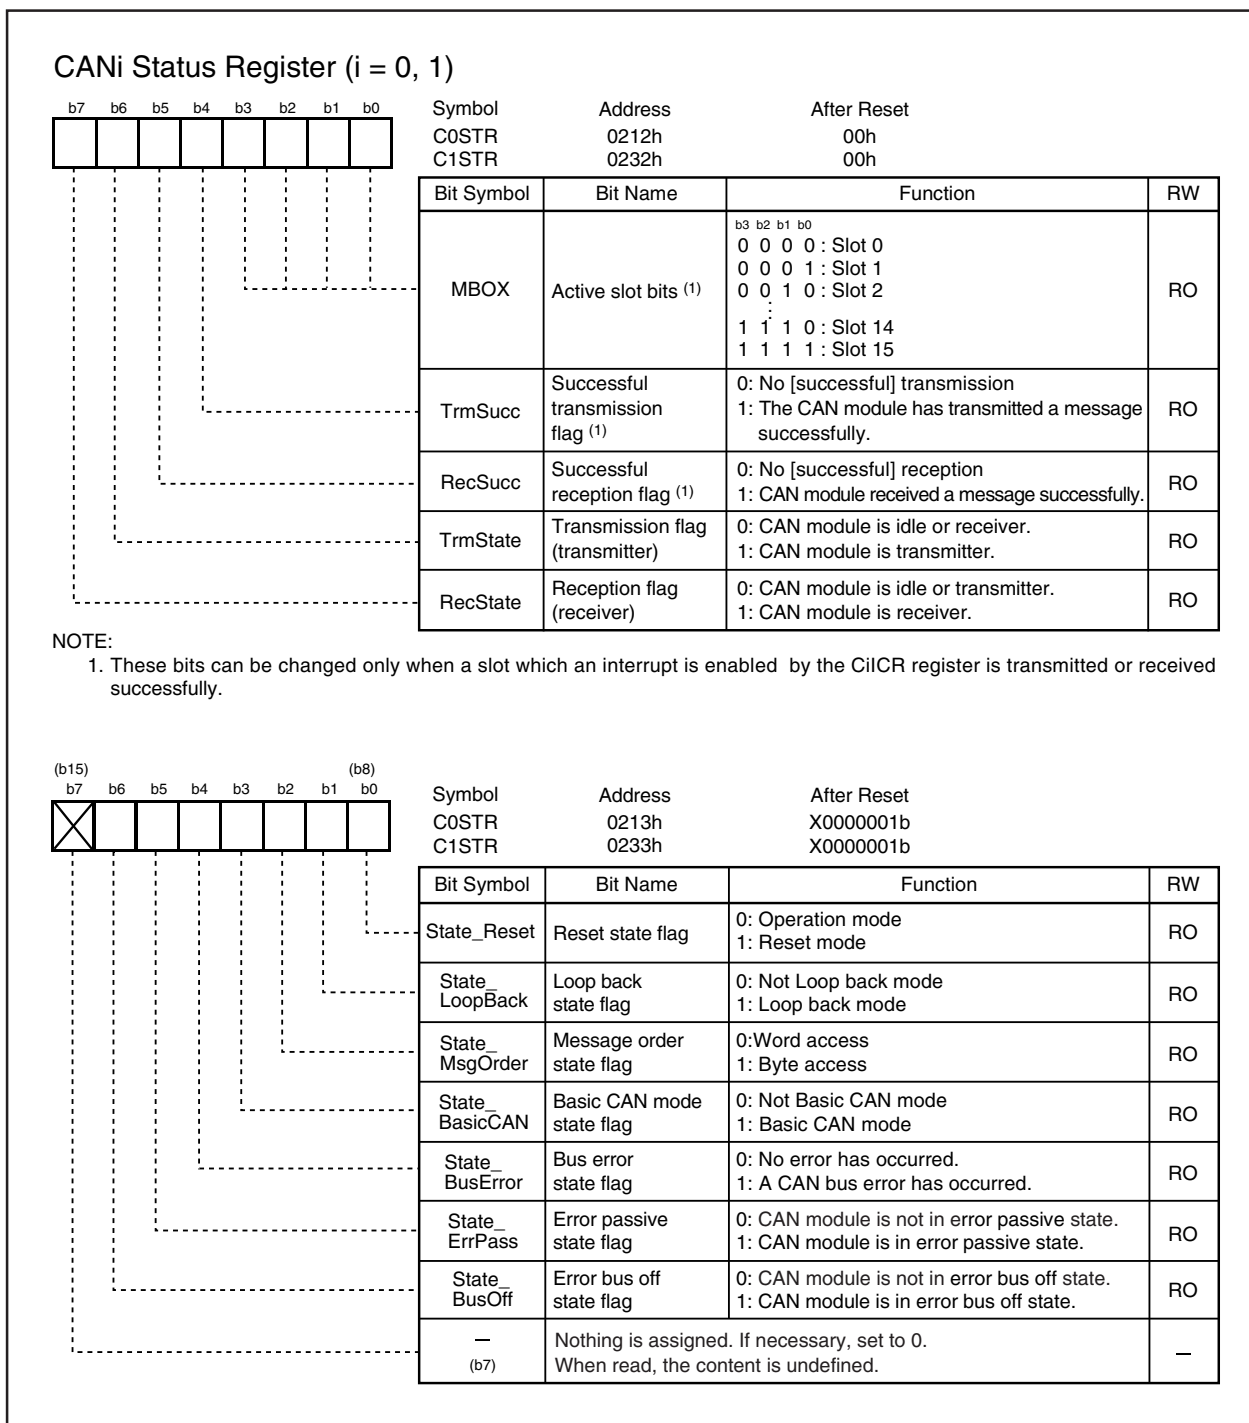 CANi Status Register (i = 0, 1)
b7 b6 b5 b4 b3 b2 b1 b0
Symbol Address After Reset
C0STR 0212h 00h
C1STR 0232h 00h
Bit Symbol Bit Name Function RW
b3 b2 b1 b0
0 0 0 0 : Slot 0
0 0 0 1 : Slot 1
MBOX Active slot bits (1) 0 0 1 0 : Slot 2 RO
:
1 1 1 0 : Slot 14
1 1 1 1 : Slot 15
Successful 0: No [successful] transmission
TrmSucc transmission 1: The CAN module has transmitted a message RO
flag (1) successfully.
Successful 0: No [successful] reception
RecSucc reception flag (1) 1: CAN module received a message successfully. RO
Transmission flag 0: CAN module is idle or receiver.
TrmState (transmitter) 1: CAN module is transmitter. RO
Reception flag 0: CAN module is idle or transmitter.
RecState (receiver) 1: CAN module is receiver. RO
NOTE:
1. These bits can be changed only when a slot which an interrupt is enabled by the CiICR register is transmitted or received
successfully.
(b15) (b8)
b7 b6 b5 b4 b3 b2 b1 b0
Symbol Address After Reset
C0STR 0213h X0000001b
C1STR 0233h X0000001b
Bit Symbol Bit Name Function RW
0: Operation mode
State_Reset Reset state flag 1: Reset mode RO
State_ Loop back 0: Not Loop back mode
LoopBack state flag 1: Loop back mode RO
State_ Message order 0:Word access
MsgOrder state flag 1: Byte access RO
State_ Basic CAN mode 0: Not Basic CAN mode
BasicCAN state flag 1: Basic CAN mode RO
State_ Bus error 0: No error has occurred.
BusError state flag 1: A CAN bus error has occurred. RO
State_ Error passive 0: CAN module is not in error passive state.
ErrPass state flag 1: CAN module is in error passive state. RO
State_ Error bus off 0: CAN module is not in error bus off state.
BusOff state flag 1: CAN module is in error bus off state. RO
— Nothing is assigned. If necessary, set to 0.
(b7) When read, the content is undefined. —